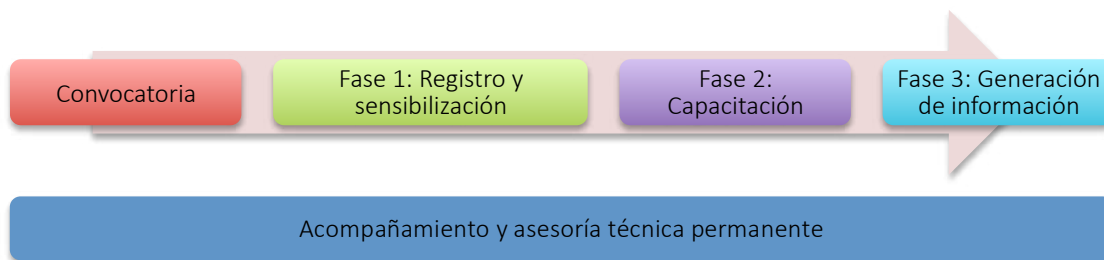 Convocatoria
Fase 1: Registro y
sensibilización
Fase 2:
Capacitación
Fase 3: Generación
de información
Acompañamiento y asesoría técnica permanente